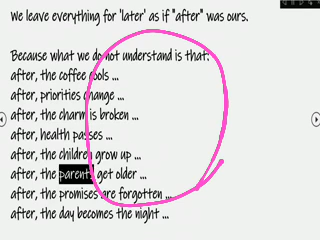 We leave everything for 'later' as if "after" was ours.
Because what we do not understand is that:
after, the coffee cools ...
after, priorities change ...
after, the charm is broken ...
after, health passes ...
after, the children grow up ...
after, the parents get older ...
after, the promises are forgotten ...
after, the day becomes the night ...